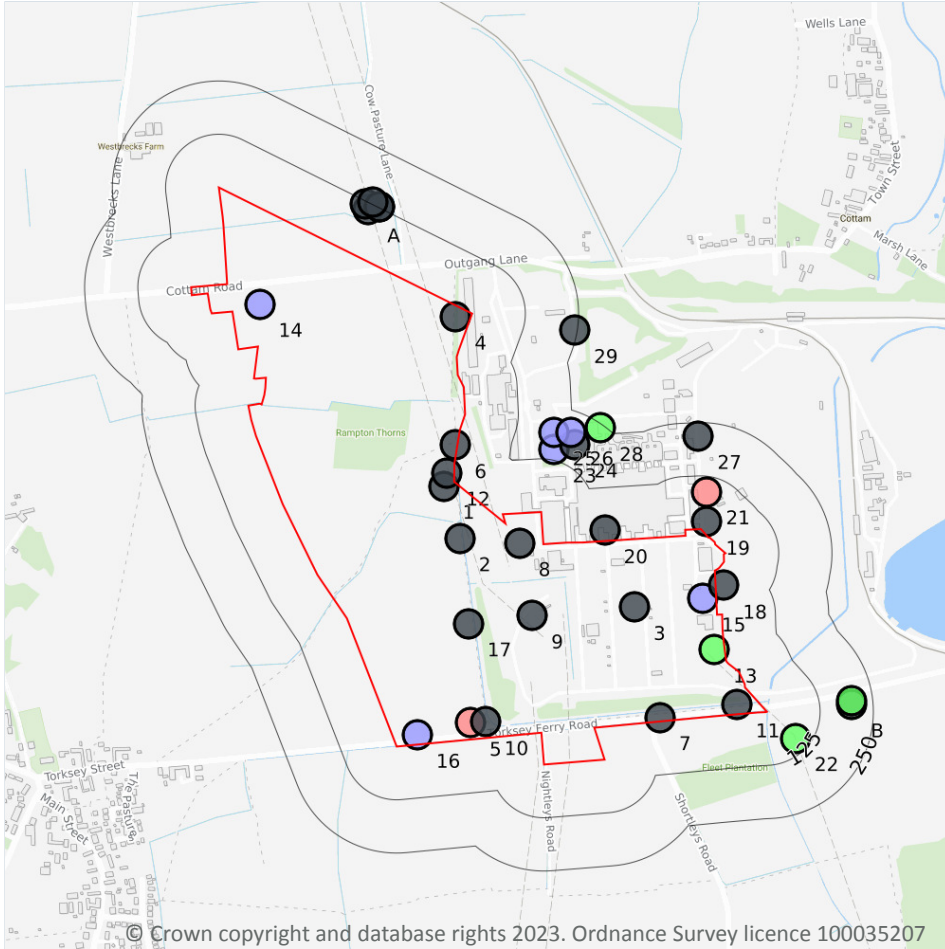 Wells Lane
Cow Pasture Lane
Westbrecks Farm
Westbrecks Lane
Town Street
Cottam
Marsh Lane
A
Outgang Lane
Cottam Road
14
4
29
Rampton Thorns
6
25
26
28
23
24
27
12
1
21
19
2
8
20
18
15
3
9
17
13
11
B
Torksey Ferry Road
16
5
10
7
125
22
250
Fleet Plantation
Torksey Street
Main Street
The Pastures
Nightleys Road
Shortleys Road
© Crown copyright and database rights 2023. Ordnance Survey licence 100035207